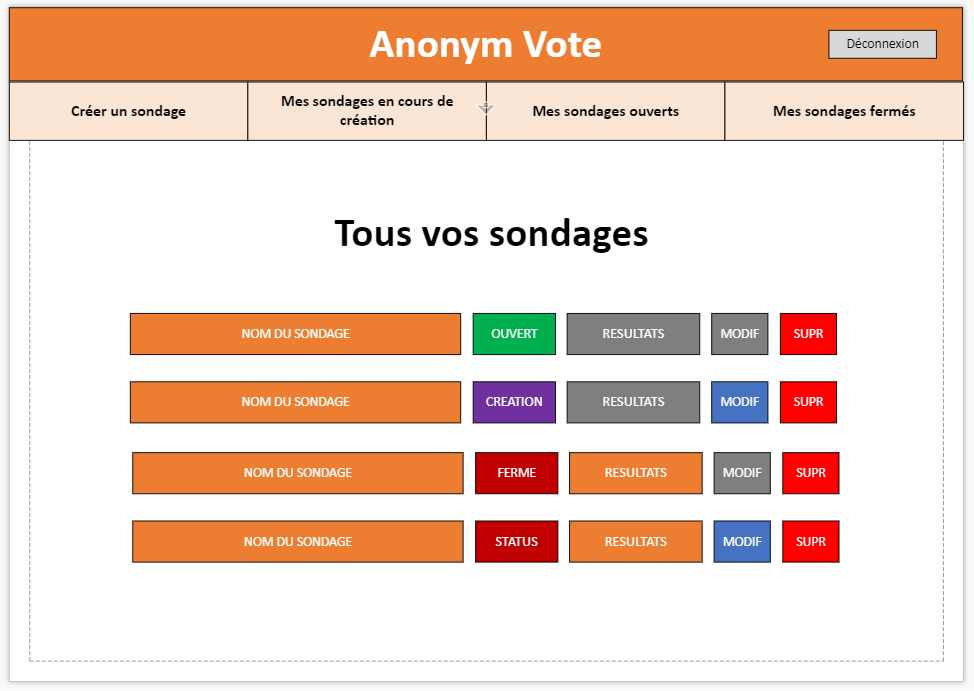 Anonym Vote
Déconnexion
Créer un sondage
Mes sondages en cours de
création
Mes sondages ouverts
Mes sondages fermés
Tous vos sondages
NOM DU SONDAGE OUVERT RESULTATS MODIF SUPR
NOM DU SONDAGE CREATION RESULTATS MODIF SUPR
NOM DU SONDAGE FERME RESULTATS MODIF SUPR
NOM DU SONDAGE STATUS RESULTATS MODIF SUPR